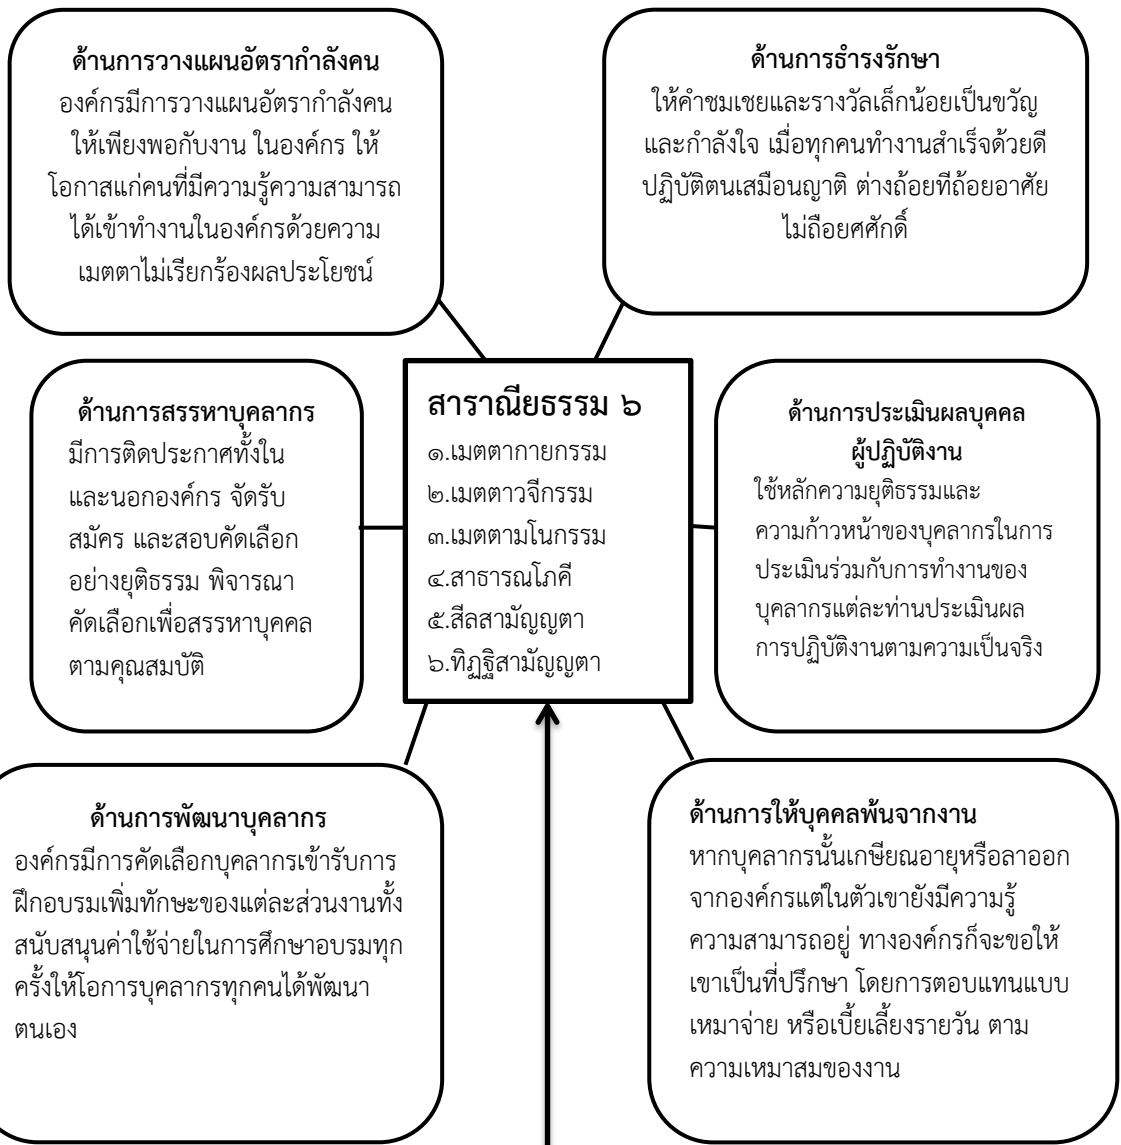 ด้านการวางแผนอัตรากำลังคน
องค์กรมีการวางแผนอัตรากำลังคน
ให้เพียงพอกับงาน ในองค์กร ให้
โอกาสแก่คนที่มีความรู้ความสามารถ
ได้เข้าทำงานในองค์กรด้วยความ
เมตตาไม่เรียกร้องผลประโยชน์
ด้านการธำรงรักษา
ให้คำชมเชยและรางวัลเล็กน้อยเป็นขวัญ
และกำลังใจ เมื่อทุกคนทำงานสำเร็จด้วยดี
ปฏิบัติตนเสมือนญาติ ต่างถ้อยทีถ้อยอาศัย
ไม่ถือยศศักดิ์
ด้านการสรรหาบุคลากร
มีการติดประกาศทั้งใน
และนอกองค์กร จัดรับ
สมัคร และสอบคัดเลือก
อย่างยุติธรรม พิจารณา
คัดเลือกเพื่อสรรหาบุคคล
ตามคุณสมบัติ
สาราณียธรรม ๖
๑.เมตตากายกรรม
๒.เมตตาวจีกรรม
๓.เมตตามโนกรรม
๔.สาธารณโภคี
๕.สีลสามัญญตา
๖.ทิฏฐิสามัญญตา
ด้านการประเมินผลบุคคล
ผู้ปฏิบัติงาน
ใช้หลักความยุติธรรมและ
ความก้าวหน้าของบุคลากรในการ
ประเมินร่วมกับการทำงานของ
บุคลากรแต่ละท่านประเมินผล
การปฏิบัติงานตามความเป็นจริง
ด้านการพัฒนาบุคลากร
องค์กรมีการคัดเลือกบุคลากรเข้ารับการ
ฝึกอบรมเพิ่มทักษะของแต่ละส่วนงานทั้ง
สนับสนุนค่าใช้จ่ายในการศึกษาอบรมทุก
ครั้งให้โอการบุคลากรทุกคนได้พัฒนา
ตนเอง
ด้านการให้บุคคลพ้นจากงาน
หากบุคลากรนั้นเกษียณอายุหรือลาออก
จากองค์กรแต่ในตัวเขายังมีความรู้
ความสามารถอยู่ ทางองค์กรก็จะขอให้
เขาเป็นที่ปรึกษา โดยการตอบแทนแบบ
เหมาจ่าย หรือเบี้ยเลี้ยงรายวัน ตาม
ความเหมาสมของงาน